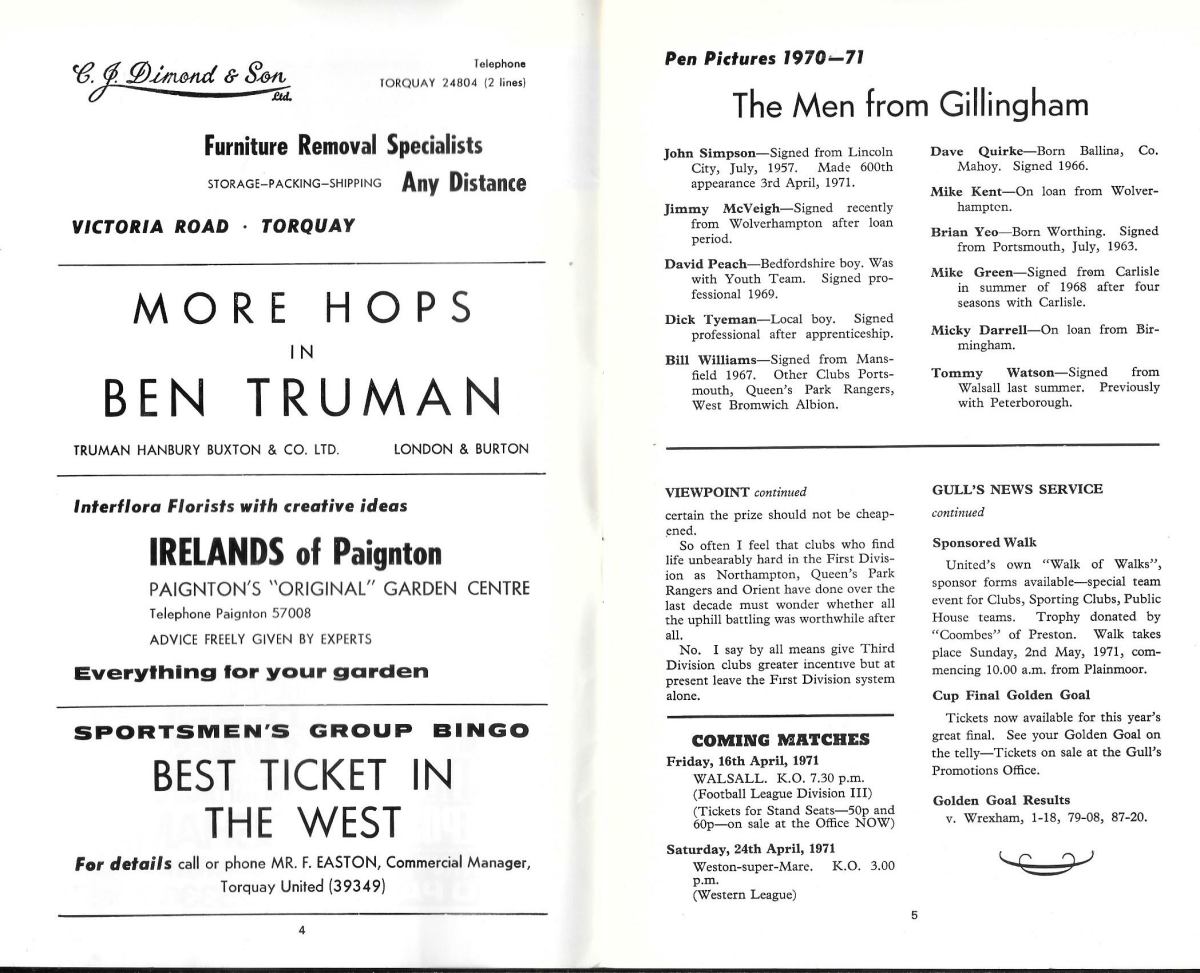 C. J. Dimond & Son
Ltd.
Telephone
TORQUAY 24804 (2 lines)
Furniture Removal Specialists
STORAGE–PACKING–SHIPPING Any Distance
VICTORIA ROAD · TORQUAY
MORE HOPS
IN
BEN TRUMAN
TRUMAN HANBURY BUXTON & CO. LTD. LONDON & BURTON
Interflora Florists with creative ideas
IRELANDS of Paignton
PAIGNTON'S "ORIGINAL" GARDEN CENTRE
Telephone Paignton 57008
ADVICE FREELY GIVEN BY EXPERTS
Everything for your garden
SPORTSMEN'S GROUP BINGO
BEST TICKET IN
THE WEST
For details call or phone MR. F. EASTON, Commercial Manager,
Torquay United (39349)
4
Pen Pictures 1970—71
The Men from Gillingham
John Simpson—Signed from Lincoln
City, July, 1957. Made 600th
appearance 3rd April, 1971.
Jimmy McVeigh—Signed recently
from Wolverhampton after loan
period.
David Peach—Bedfordshire boy. Was
with Youth Team. Signed pro-
fessional 1969.
Dick Tyeman—Local boy. Signed
professional after apprenticeship.
Bill Williams—Signed from Mans-
field 1967. Other Clubs Ports-
mouth, Queen's Park Rangers,
West Bromwich Albion.
Dave Quirke—Born Ballina, Co.
Mahoy. Signed 1966.
Mike Kent—On loan from Wolver-
hampton.
Brian Yeo—Born Worthing. Signed
from Portsmouth, July, 1963.
Mike Green—Signed from Carlisle
in summer of 1968 after four
seasons with Carlisle.
Micky Darrell—On loan from Bir-
mingham.
Tommy Watson—Signed from
Walsall last summer. Previously
with Peterborough.
VIEWPOINT continued
certain the prize should not be cheap-
ened.
So often I feel that clubs who find
life unbearably hard in the First Divis-
ion as Northampton, Queen's Park
Rangers and Orient have done over the
last decade must wonder whether all
the uphill battling was worthwhile after
all.
No. I say by all means give Third
Division clubs greater incentive but at
present leave the First Division system
alone.
COMING MATCHES
Friday, 16th April, 1971
WALSALL. K.O. 7.30 p.m.
(Football League Division III)
(Tickets for Stand Seats—50p and
60p—on sale at the Office NOW)
Saturday, 24th April, 1971
Weston-super-Mare. K.O. 3.00
p.m.
(Western League)
GULL'S NEWS SERVICE
continued
Sponsored Walk
United's own "Walk of Walks",
sponsor forms available—special team
event for Clubs, Sporting Clubs, Public
House teams. Trophy donated by
"Coombes" of Preston. Walk takes
place Sunday, 2nd May, 1971, com-
mencing 10.00 a.m. from Plainmoor.
Cup Final Golden Goal
Tickets now available for this year's
great final. See your Golden Goal on
the telly—Tickets on sale at the Gull's
Promotions Office.
Golden Goal Results
v. Wrexham, 1-18, 79-08, 87-20.
5